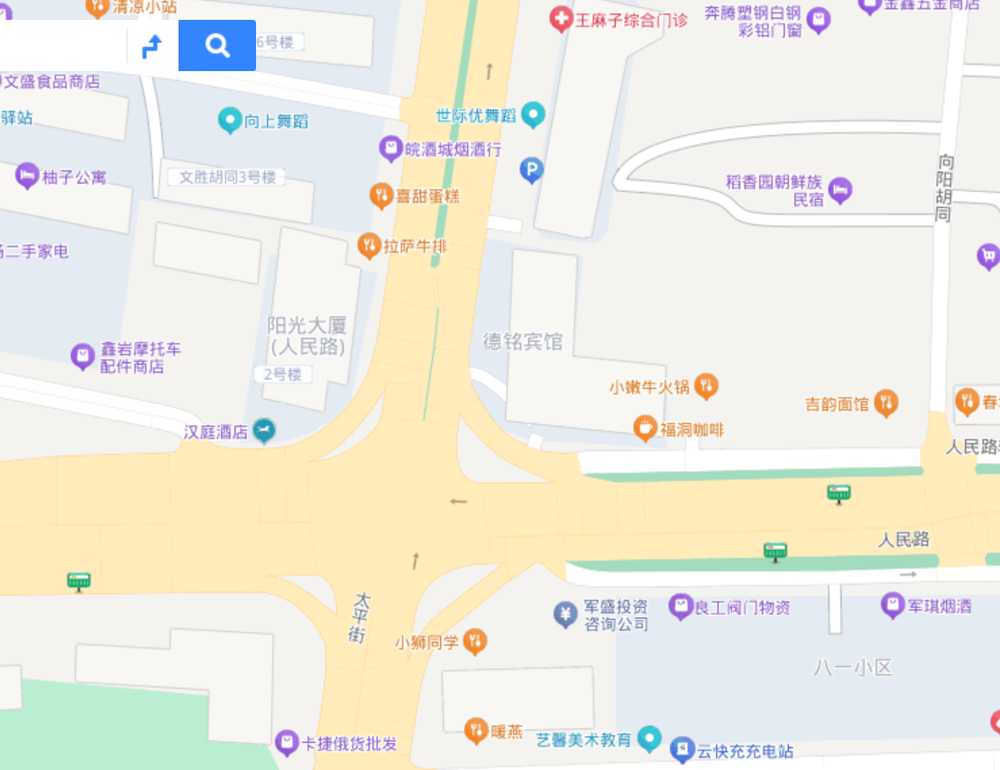 清凉小站
王麻子综合门诊
奔腾塑钢白钢
彩铝门窗
金鑫五金商店
6号楼
文盛食品商店
驿站
向上舞蹈
世际优舞蹈
皖酒城烟酒行
柚子公寓
文胜胡同3号楼
喜甜蛋糕
P
稻香园朝鲜族
民宿
向阳胡同
二手家电
拉萨牛排
阳光大厦
(人民路)
2号楼
德铭宾馆
鑫岩摩托车
配件商店
小嫩牛火锅
吉韵面馆
春
汉庭酒店
福洞咖啡
人民路
人民路
太平街
军盛投资
咨询公司
良工阀门物资
军琪烟酒
小狮同学
八一小区
暖燕
艺馨美术教育
云快充充电站
卡捷俄货批发